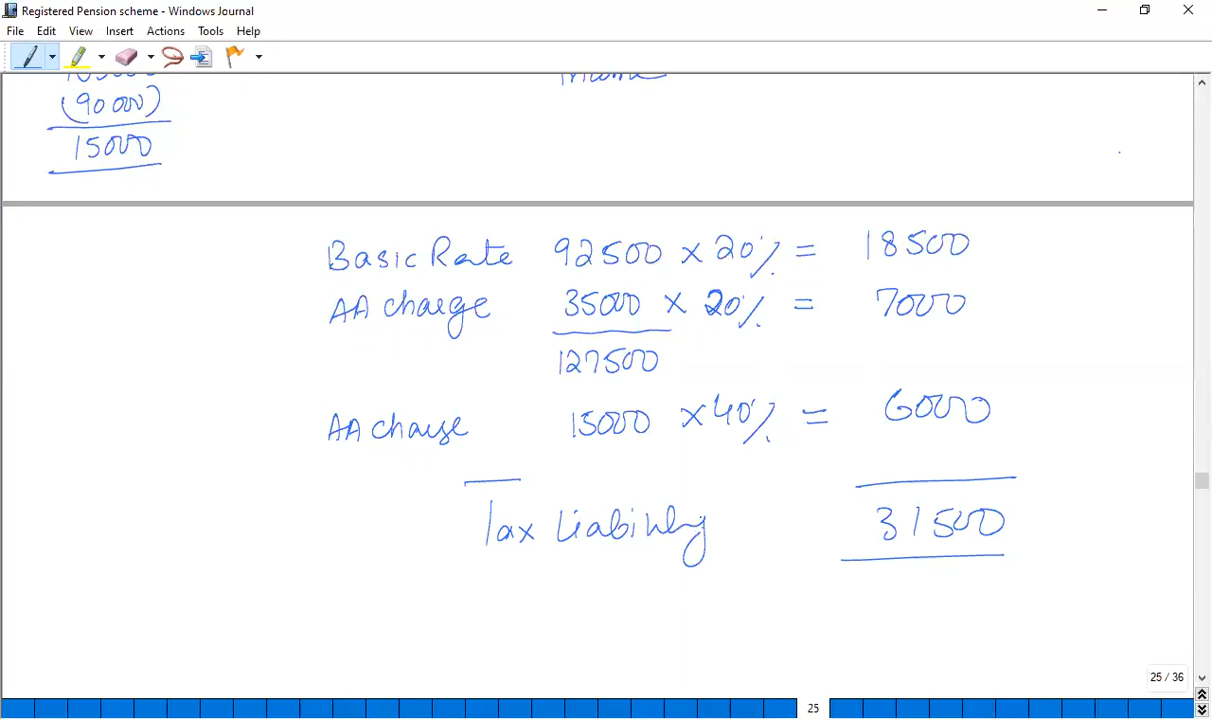 Registered Pension scheme - Windows Journal
File Edit View Insert Actions Tools Help
(90000)
15000
Basic Rate 92500 x 20% = 18500
AA charge 35000 x 20% = 7000
127500
AA charge 15000 x 40% = 6000
Tax Liability 31500
25 / 36
25